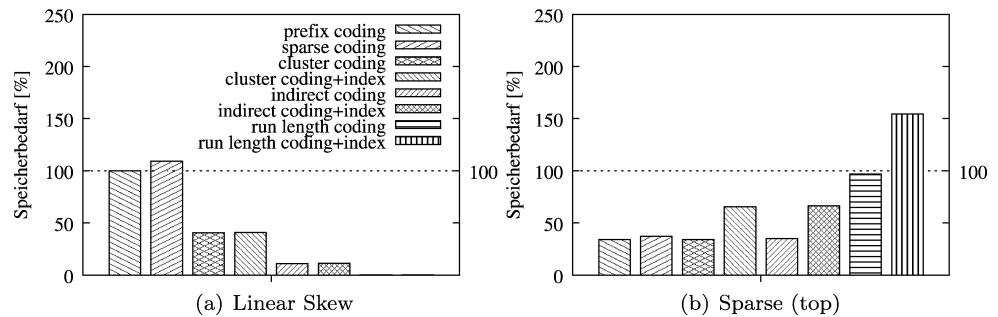 250
200
150
100
50
0
Speicherbedarf [%]
prefix coding
sparse coding
cluster coding
cluster coding+index
indirect coding
indirect coding+index
run length coding
run length coding+index
100
(a) Linear Skew
250
200
150
100
50
0
Speicherbedarf [%]
100
(b) Sparse (top)